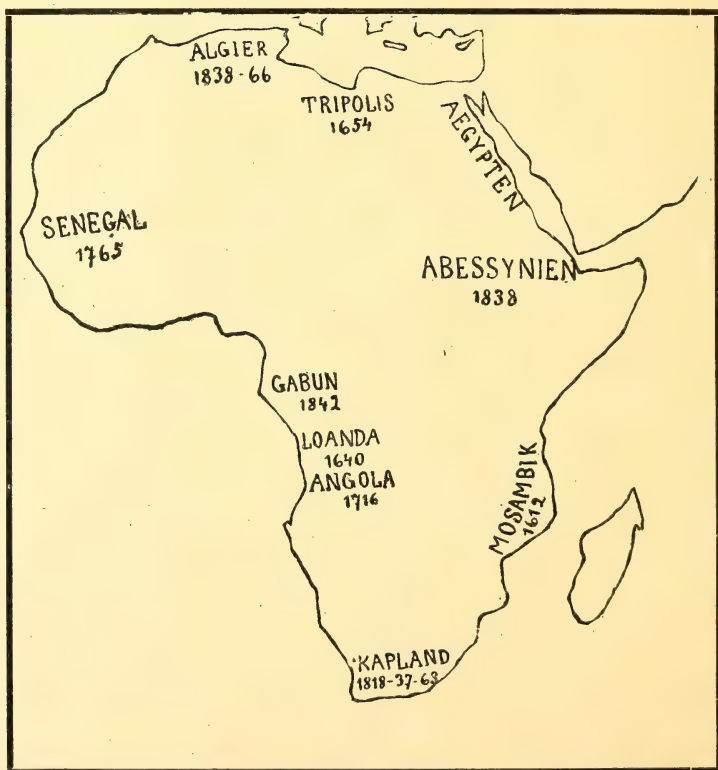 ALGIER
1838-66
TRIPOLIS
1654
AEGYPTEN
SENEGAL
1765
ABESSYNIEN
1838
GABUN
1842
LOANDA
1640
ANGOLA
1716
MOSAMBIK
1612
KAPLAND
1818-37-63